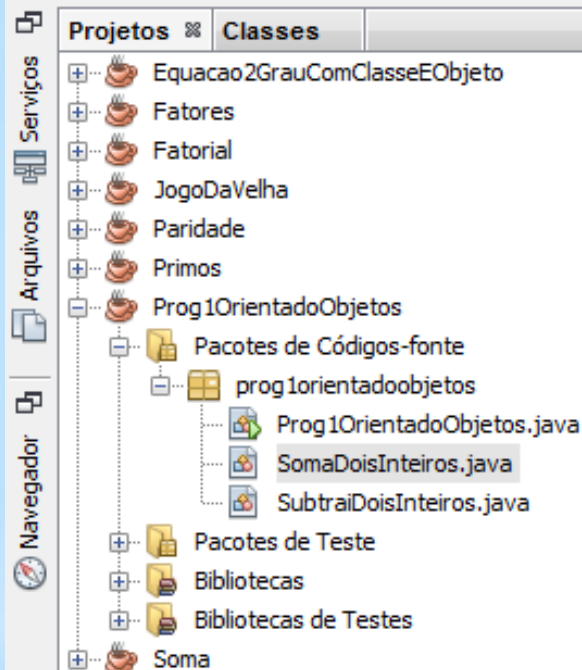 Projetos Classes
Serviços
Arquivos
Navegador
Equacao2GrauComClasseEObjeto
Fatores
Fatorial
JogoDaVelha
Paridade
Primos
Prog1OrientadoObjetos
Pacotes de Códigos-fonte
prog1orientadoobjetos
Prog1OrientadoObjetos.java
SomaDoisInteiros.java
SubtraiDoisInteiros.java
Pacotes de Teste
Bibliotecas
Bibliotecas de Testes
Soma